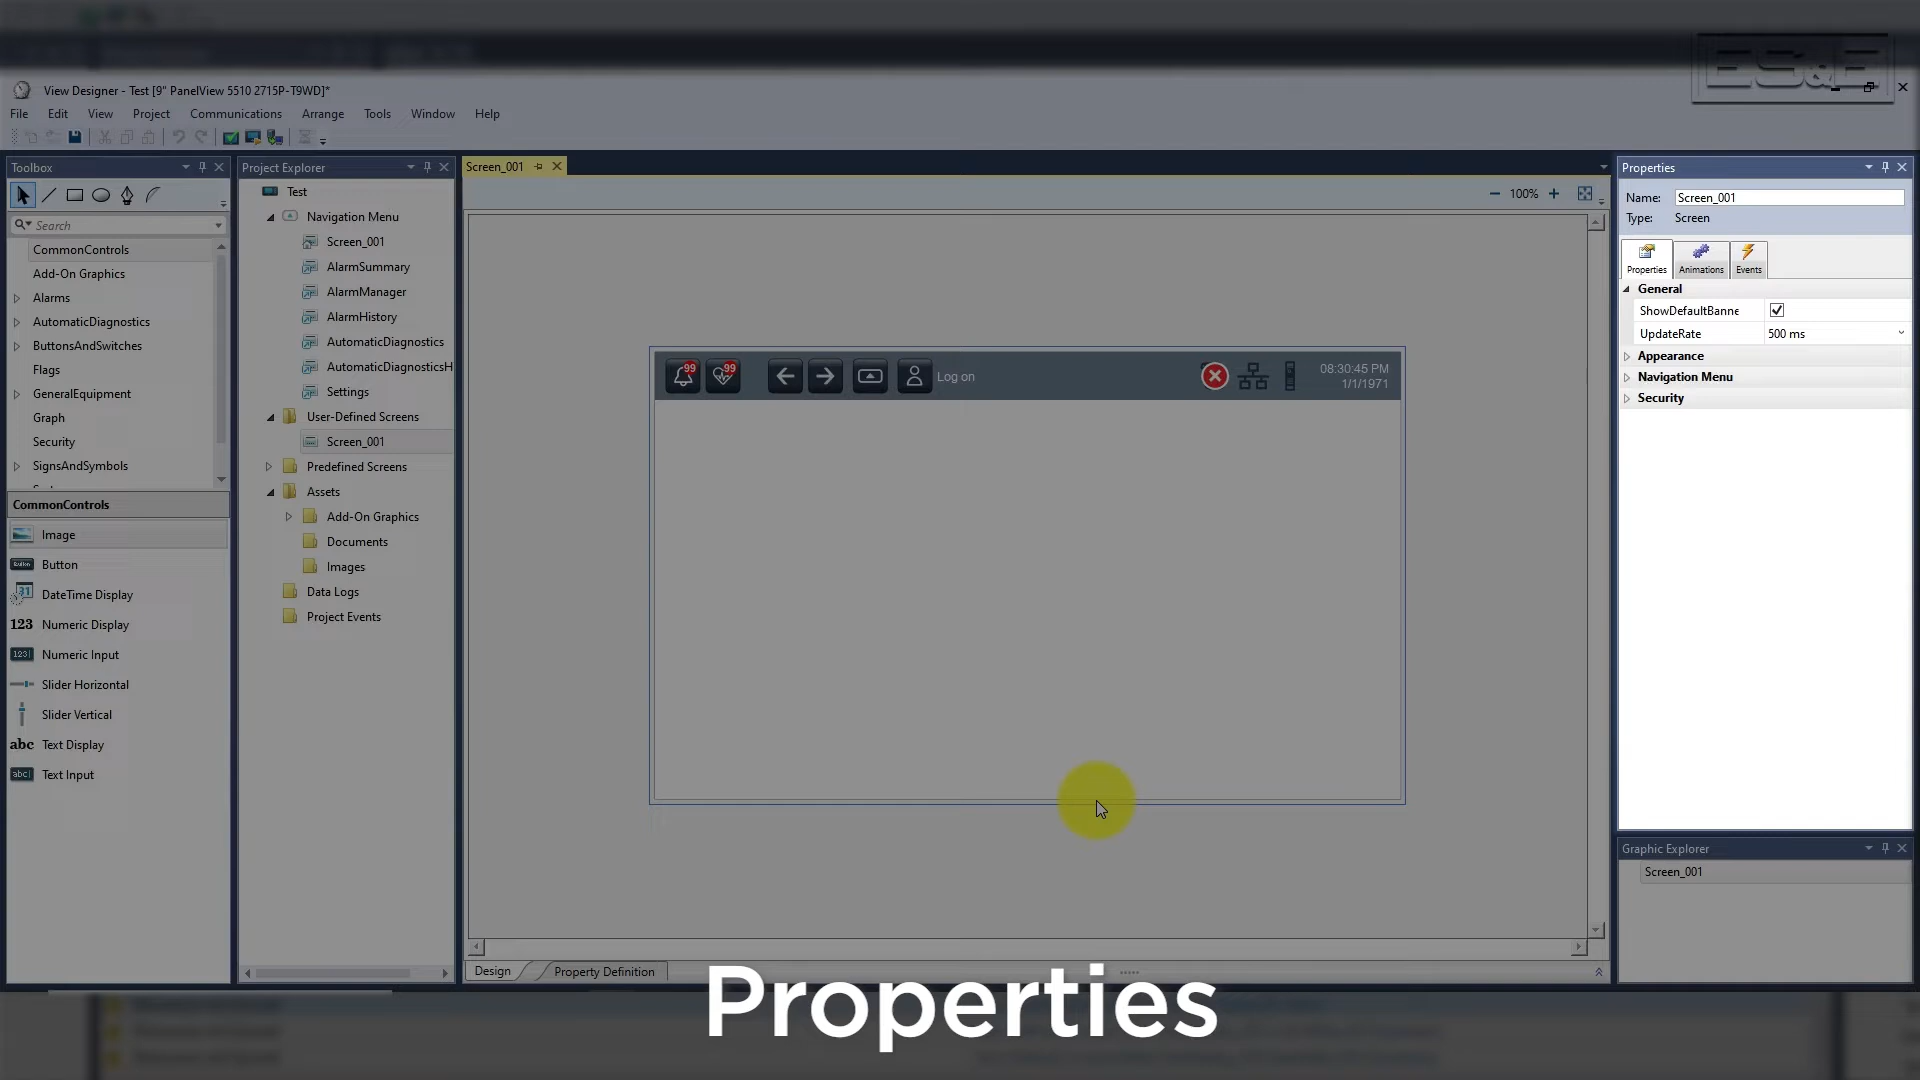 ES&E
View Designer - Test [9" PanelView 5510 2715P-T9WD]*
File Edit View Project Communications Arrange Tools Window Help
Toolbox
Search
CommonControls
Add-On Graphics
Alarms
AutomaticDiagnostics
ButtonsAndSwitches
Flags
GeneralEquipment
Graph
Security
SignsAndSymbols
CommonControls
Image
Button
DateTime Display
123 Numeric Display
123 Numeric Input
Slider Horizontal
Slider Vertical
abc Text Display
abc Text Input
Project Explorer
Test
Navigation Menu
Screen_001
AlarmSummary
AlarmManager
AlarmHistory
AutomaticDiagnostics
AutomaticDiagnosticsH
Settings
User-Defined Screens
Screen_001
Predefined Screens
Assets
Add-On Graphics
Documents
Images
Data Logs
Project Events
Screen_001
100%
99 99 Log on 08:30:45 PM
1/1/1971
Design Property Definition
Properties
Name: Screen_001
Type: Screen
Properties Animations Events
General
ShowDefaultBanne
UpdateRate 500 ms
Appearance
Navigation Menu
Security
Graphic Explorer
Screen_001
Properties